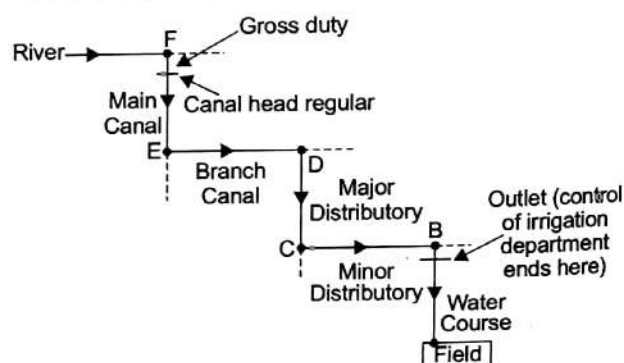 Gross duty
F
River
Canal head regular
Main
Canal
E
D
Branch
Canal
Major
Distributory
Outlet (control
of irrigation
department
ends here)
B
C
Minor
Distributory
Water
Course
Field